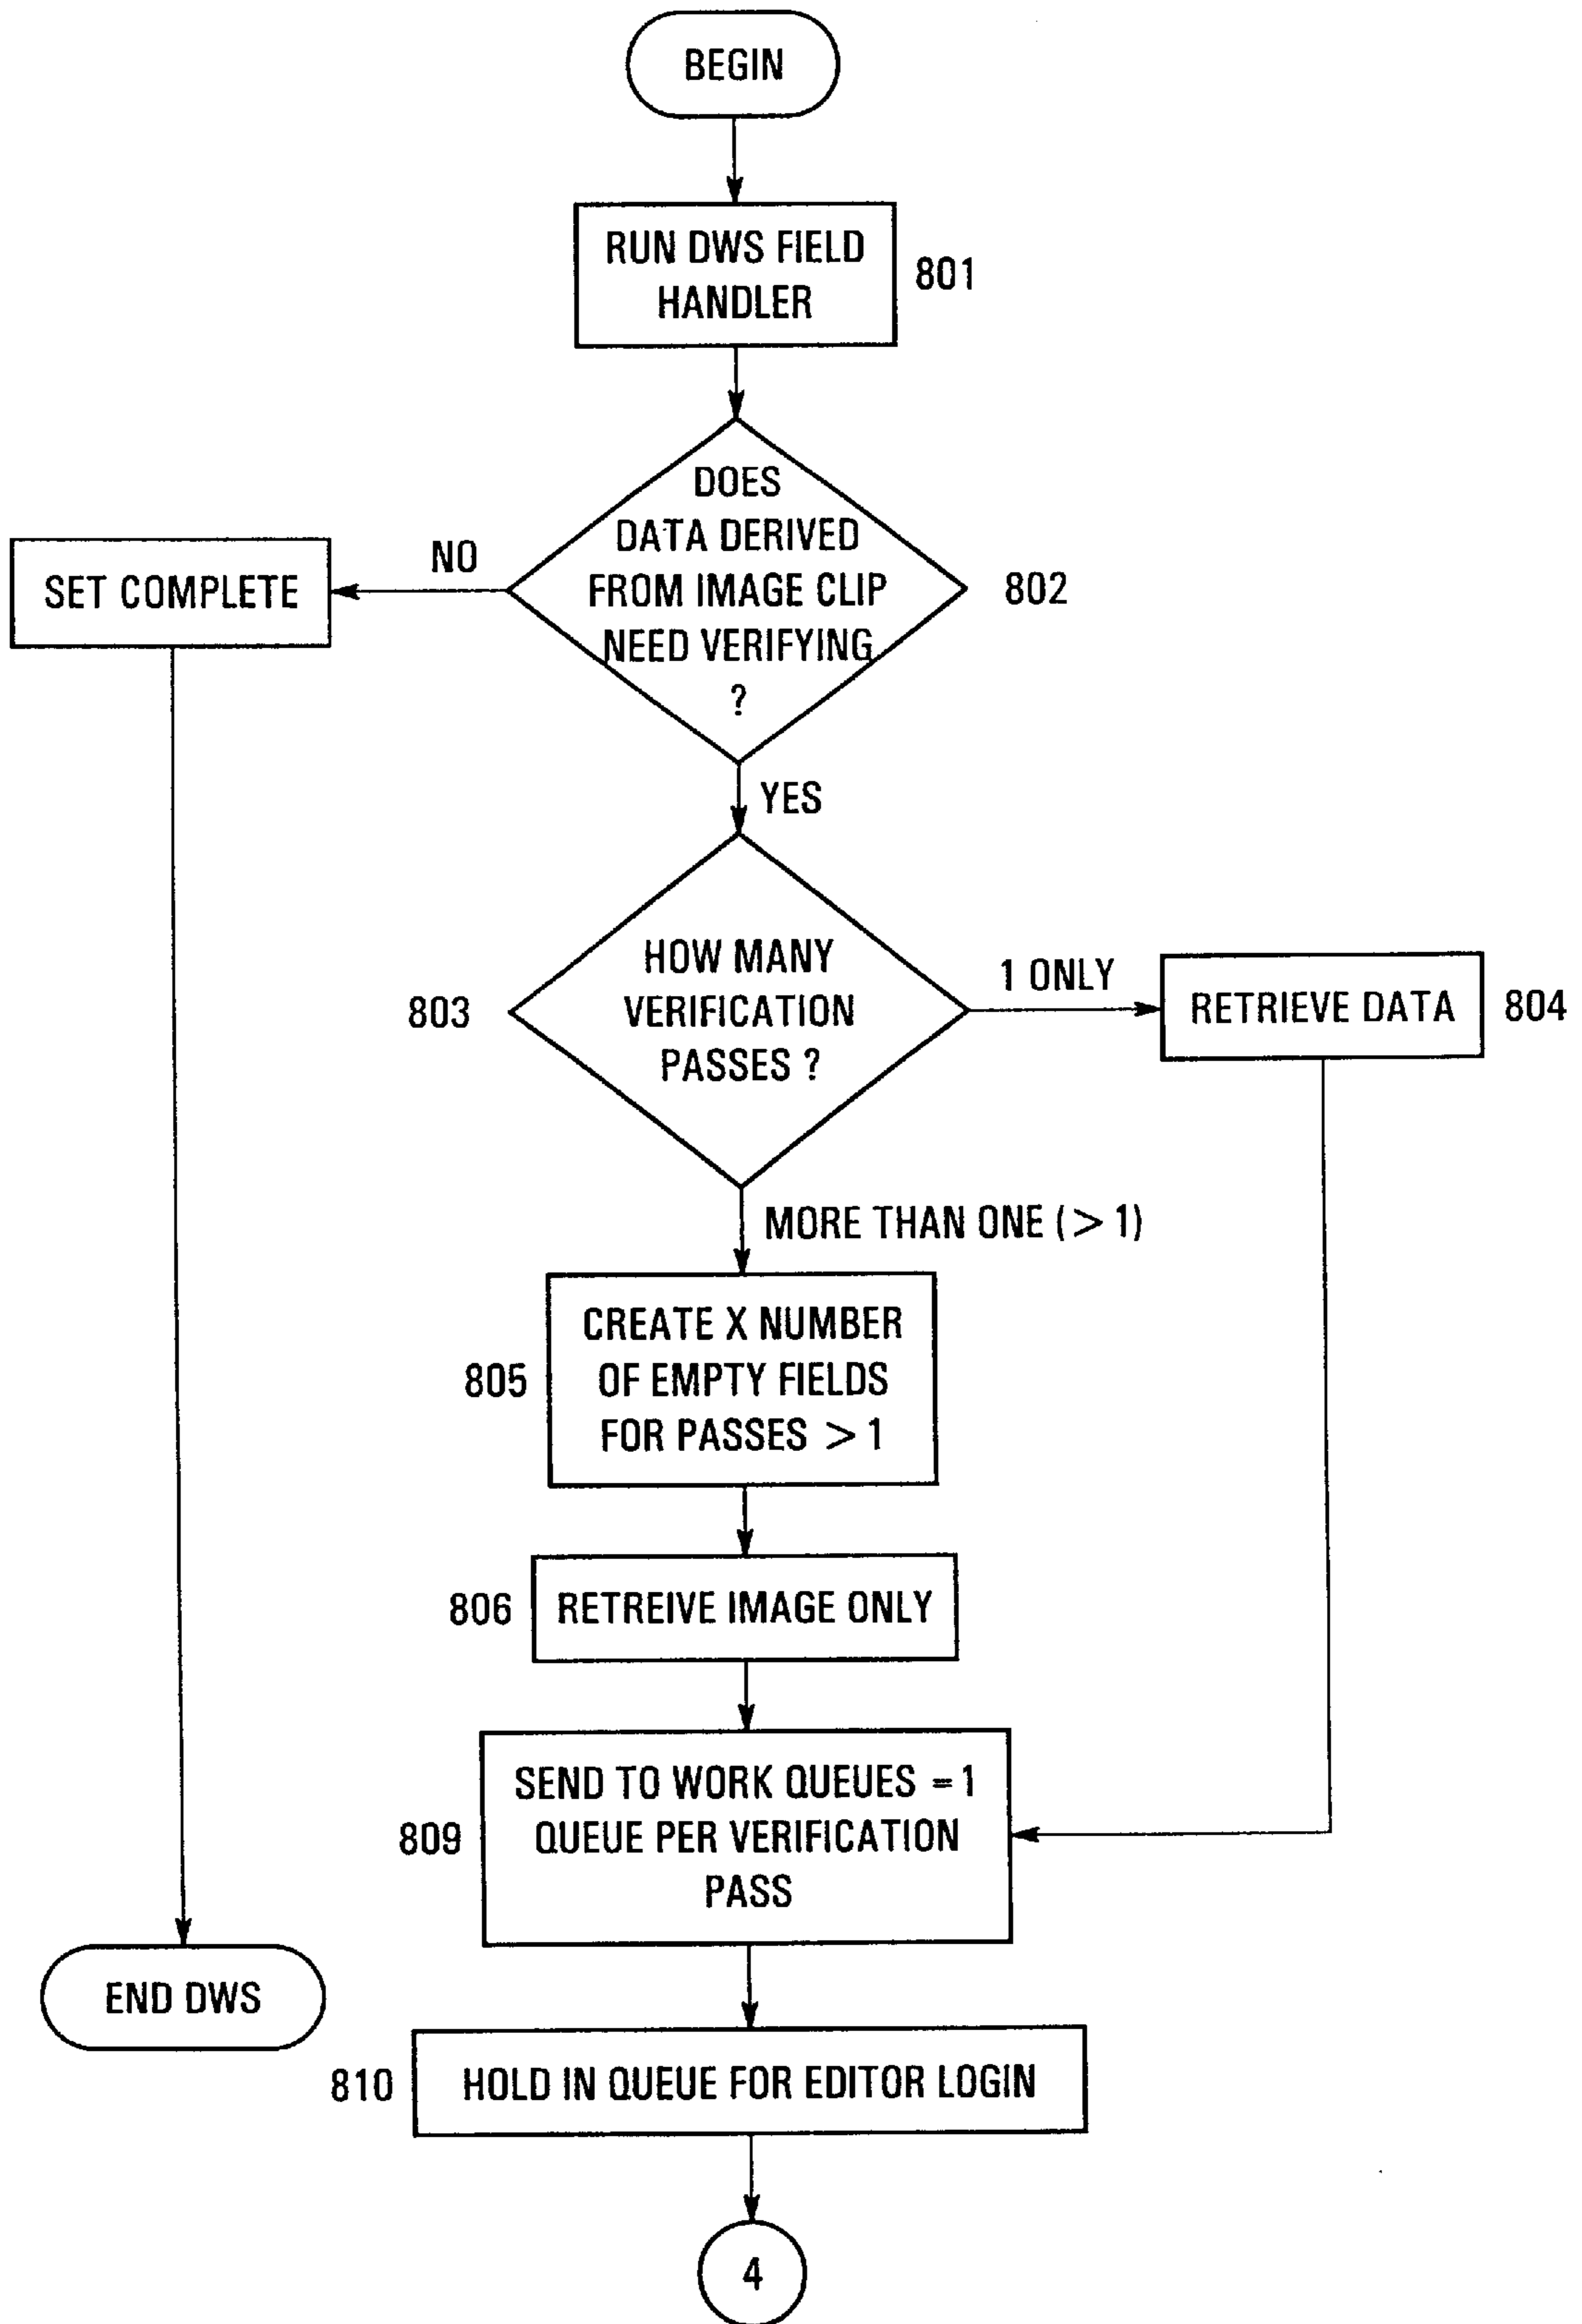 BEGIN
RUN DWS FIELD
HANDLER
801
DOES
DATA DERIVED
FROM IMAGE CLIP
NEED VERIFYING
?
802
NO
SET COMPLETE
YES
HOW MANY
VERIFICATION
PASSES ?
803
1 ONLY
RETRIEVE DATA
804
MORE THAN ONE ( > 1)
CREATE X NUMBER
OF EMPTY FIELDS
FOR PASSES > 1
805
806
RETREIVE IMAGE ONLY
SEND TO WORK QUEUES = 1
QUEUE PER VERIFICATION
PASS
809
END DWS
810
HOLD IN QUEUE FOR EDITOR LOGIN
4